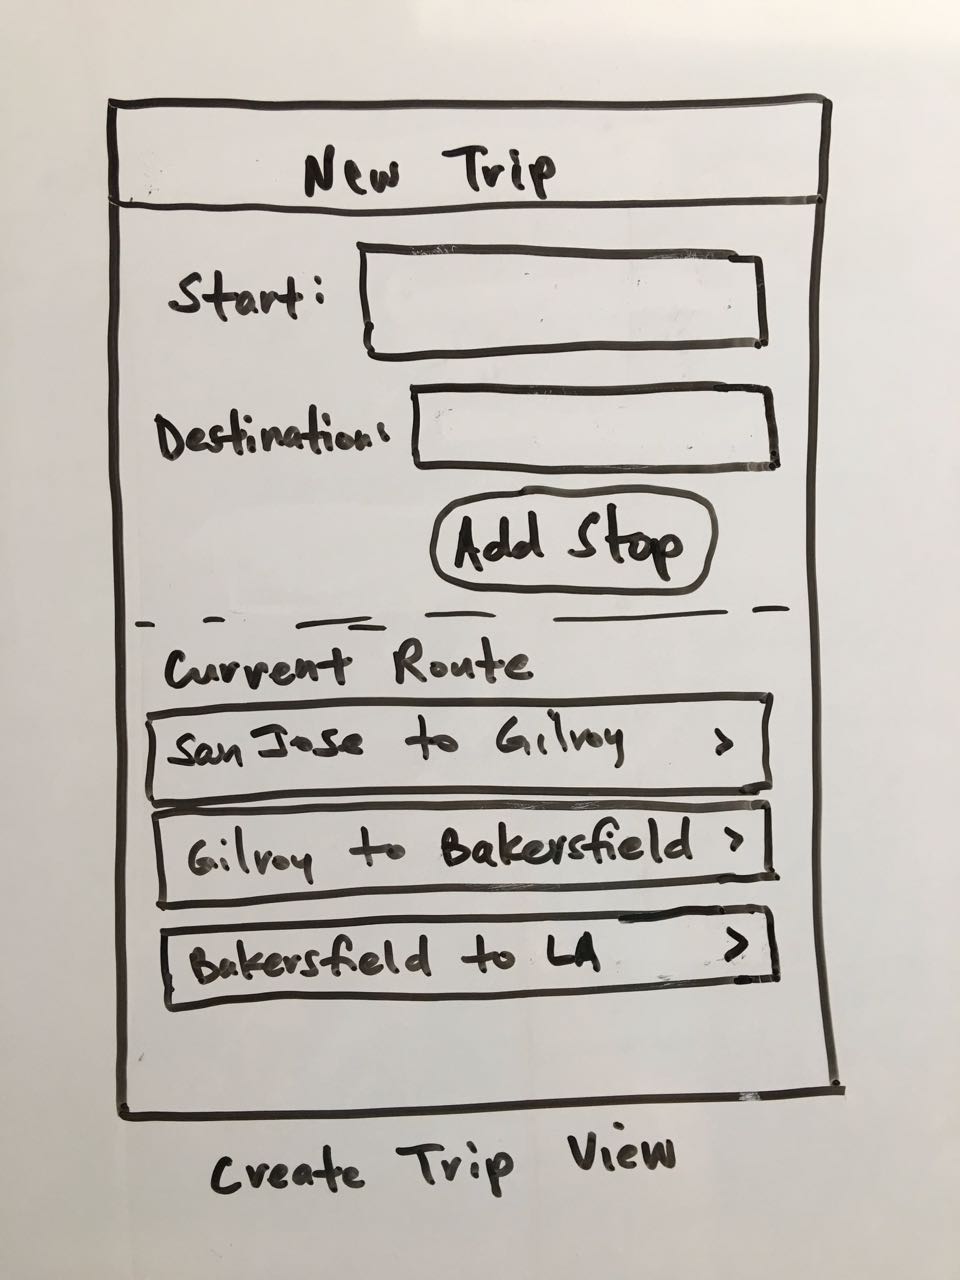 New Trip
Start:
Destination:
Add Stop
Current Route
San Jose to Gilroy >
Gilroy to Bakersfield >
Bakersfield to LA >
Create Trip View